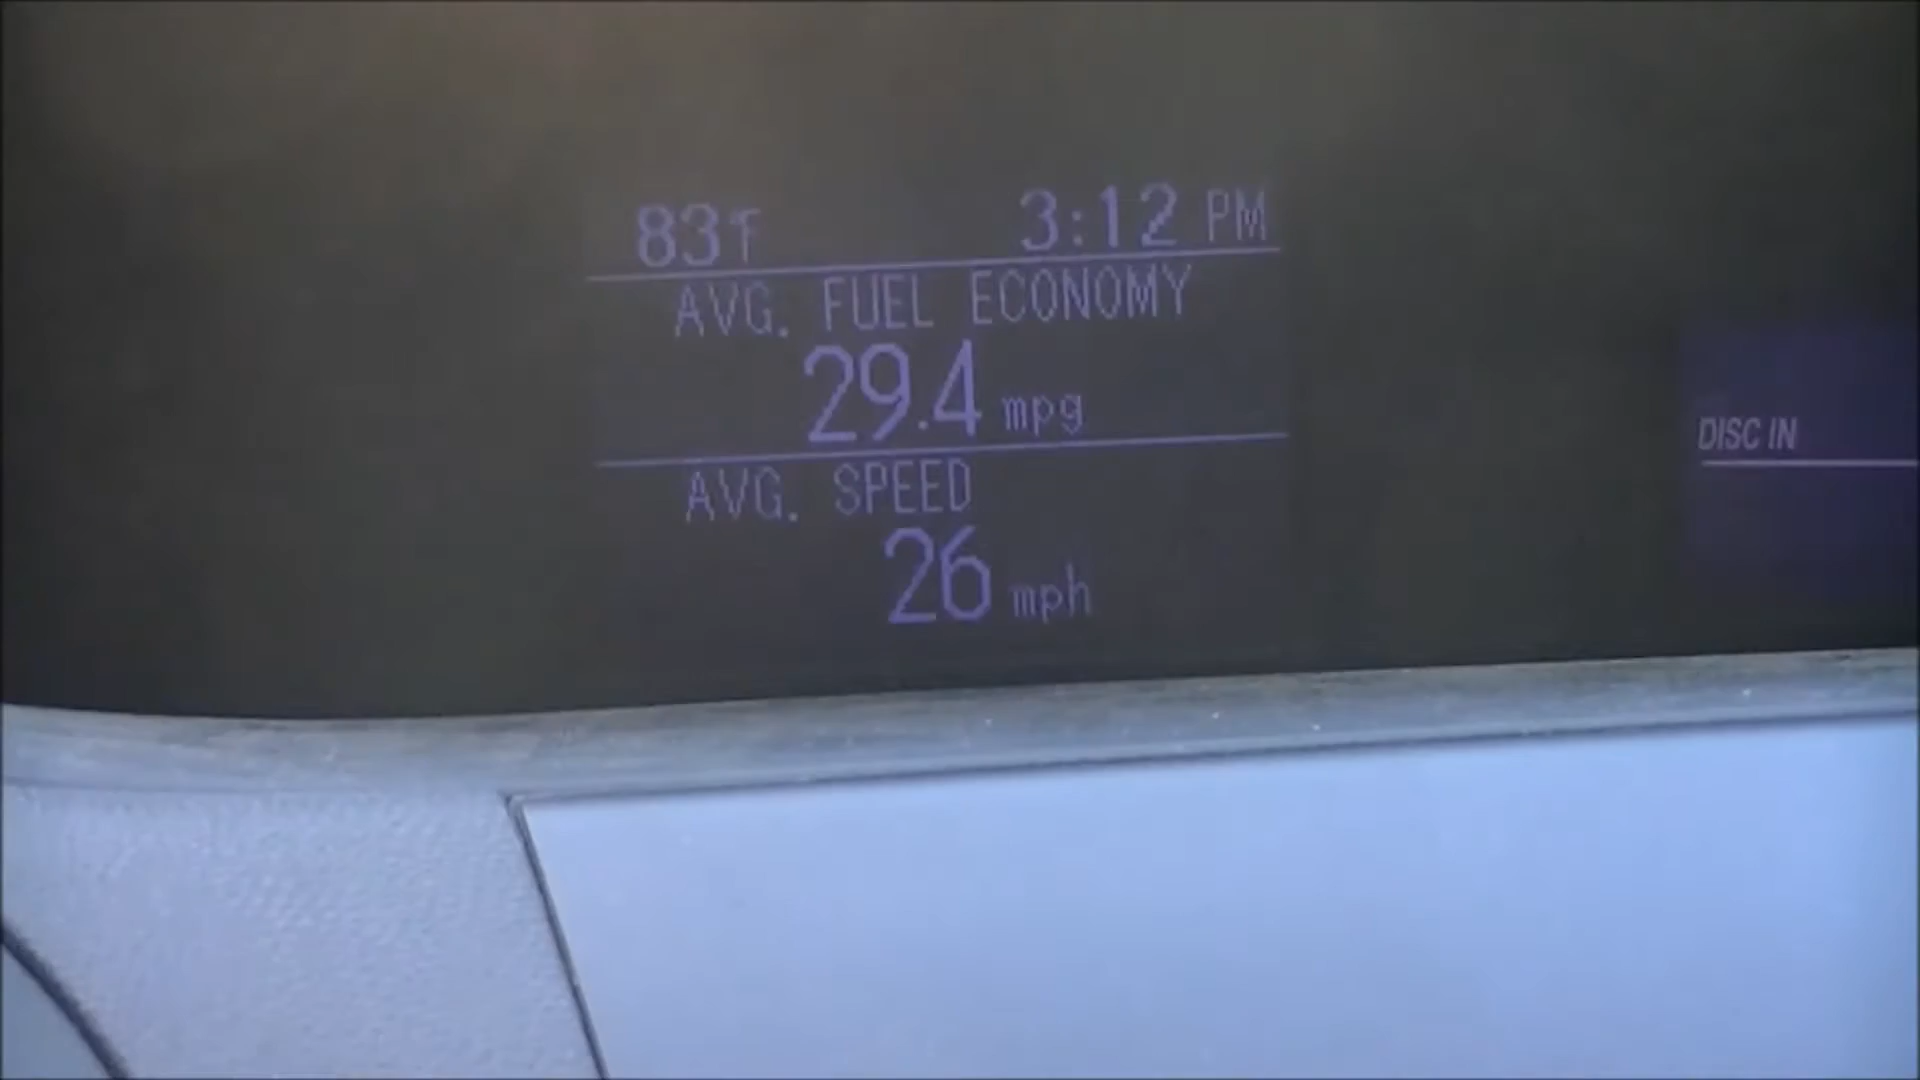 83°F 3:12 PM
AVG. FUEL ECONOMY
29.4 mpg
AVG. SPEED
26 mph
DISC IN